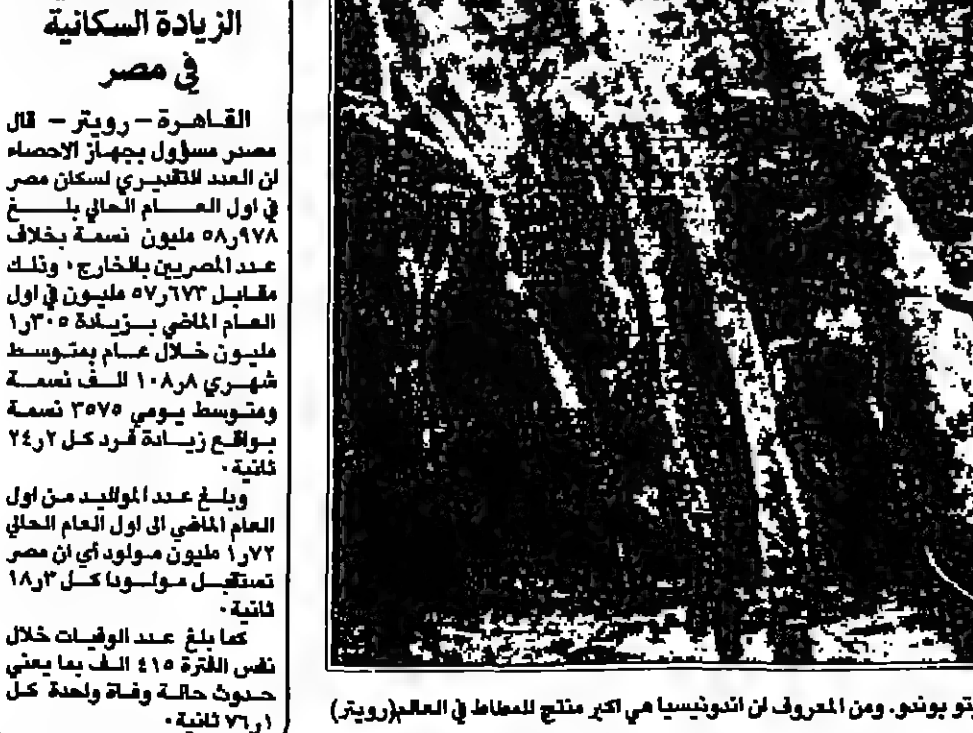 الزيادة السكانية
في مصر
القاهرة - رويتر - قال
مصدر مسؤول بجهاز الاحصاء
ان العدد التقديري لسكان مصر
في اول العام الحالي بلغ
٥٨٫٩٧٨ مليون نسمة بخلاف
عدد المصريين بالخارج . وذلك
مقابل ٥٧٫٦٧٣ مليون في اول
العام الماضي بزيادة ١٫٣٠٥
مليون خلال عام بمتوسط
شهري ١٠٨٫٨ الف نسمة
ومتوسط يومي ٣٥٧٥ نسمة
بواقع زيادة فرد كل ٢٤٫٢
ثانية .
وبلغ عدد المواليد من اول
العام الماضي الى اول العام الحالي
١٫٧٢ مليون مولود أي ان مصر
تستقبل مولودا كل ١٨٫٣
ثانية .
كما بلغ عدد الوفيات خلال
نفس الفترة ٤١٥ الف بما يعني
حدوث حالة وفاة واحدة كل
٧٦٫١ ثانية .
بوندو. ومن المعروف ان اندونيسيا هي اكبر منتج للمطاط في العالم(رويتر)